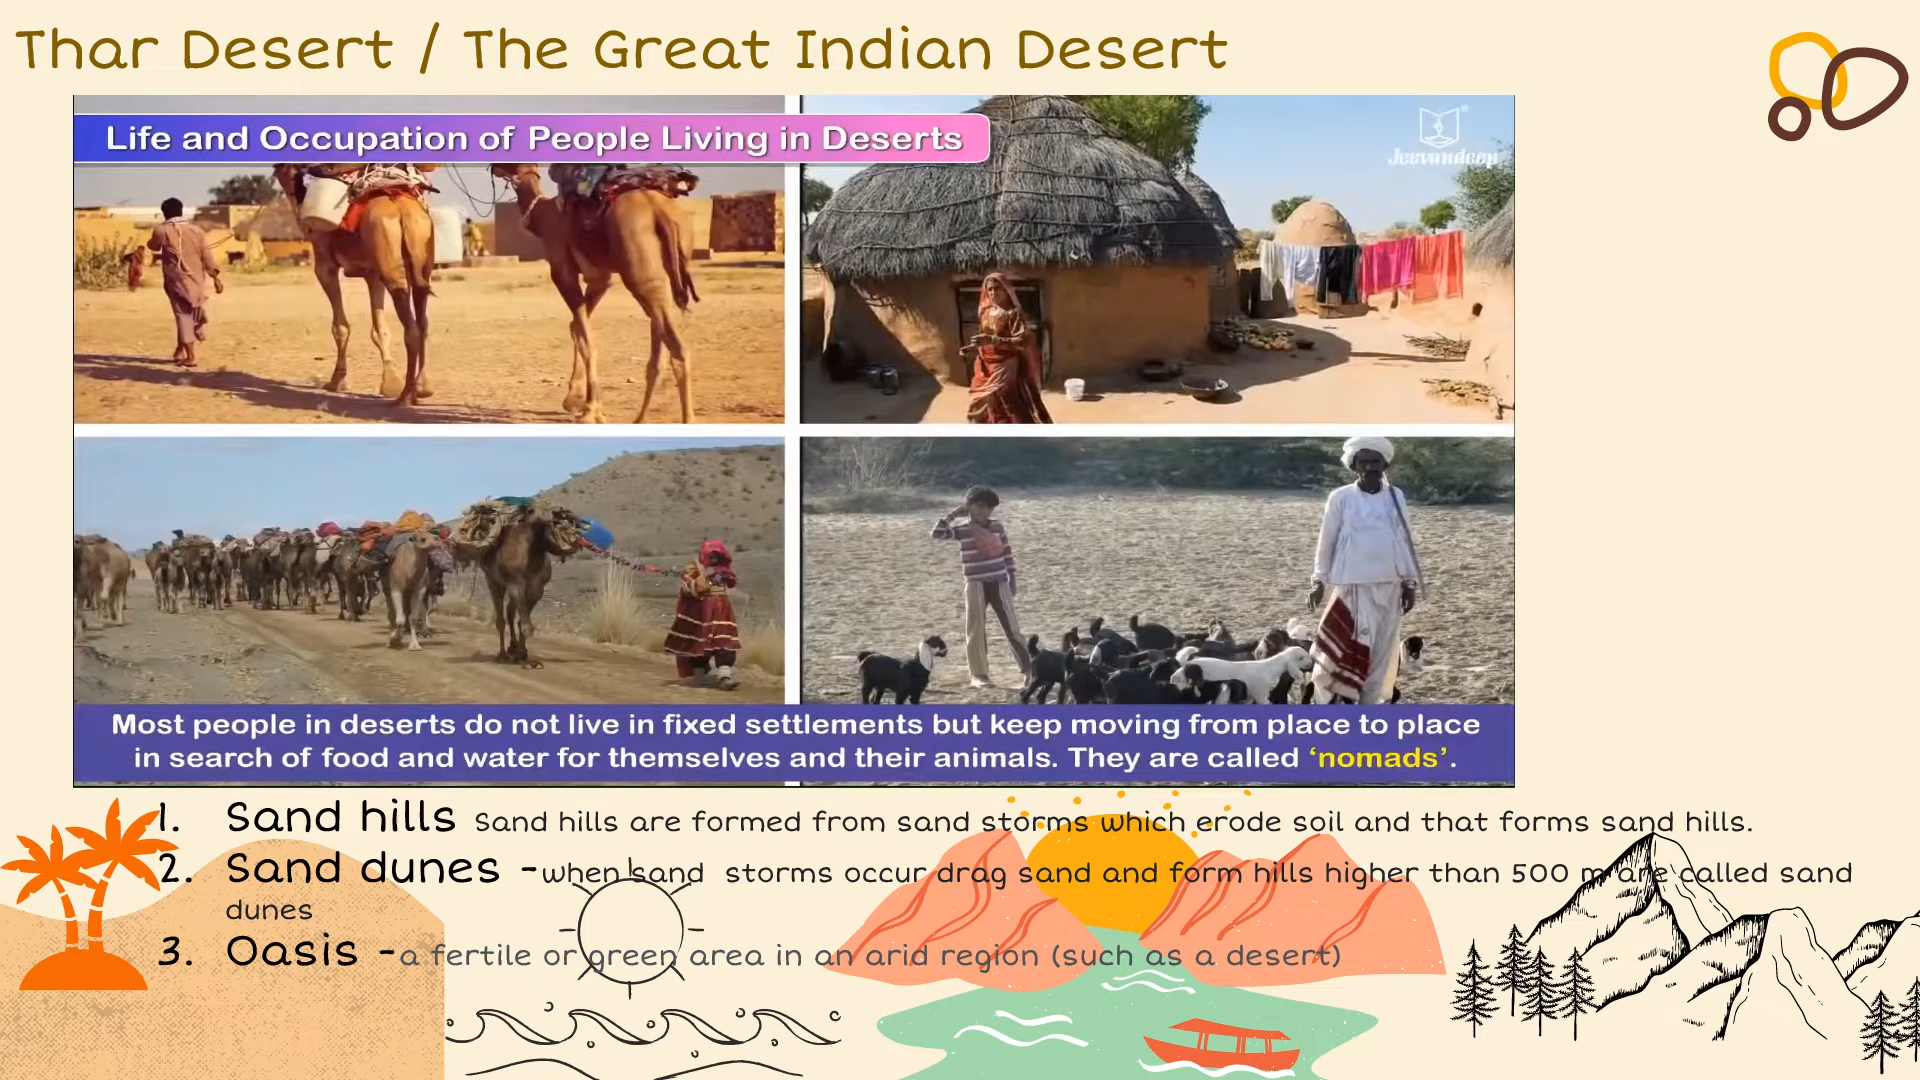 Thar Desert / The Great Indian Desert
Life and Occupation of People Living in Deserts
Jeevandeep
Most people in deserts do not live in fixed settlements but keep moving from place to place
in search of food and water for themselves and their animals. They are called ‘nomads’.
1. Sand hills Sand hills are formed from sand storms which erode soil and that forms sand hills.
2. Sand dunes -when sand storms occur drag sand and form hills higher than 500 m are called sand
dunes
3. Oasis -a fertile or green area in an arid region (such as a desert)